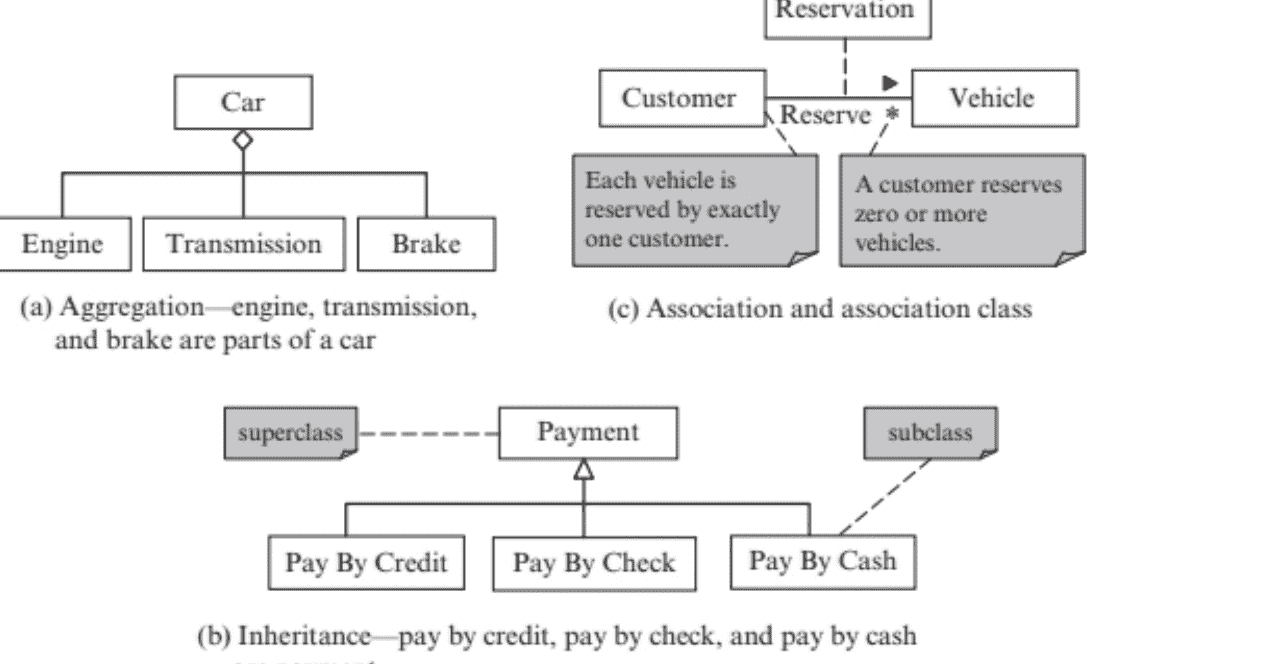 Reservation
Car
Customer
Vehicle
Reserve *
Each vehicle is
reserved by exactly
one customer.
A customer reserves
zero or more
vehicles.
Engine
Transmission
Brake
(a) Aggregation—engine, transmission,
and brake are parts of a car
(c) Association and association class
superclass
Payment
subclass
Pay By Credit
Pay By Check
Pay By Cash
(b) Inheritance—pay by credit, pay by check, and pay by cash